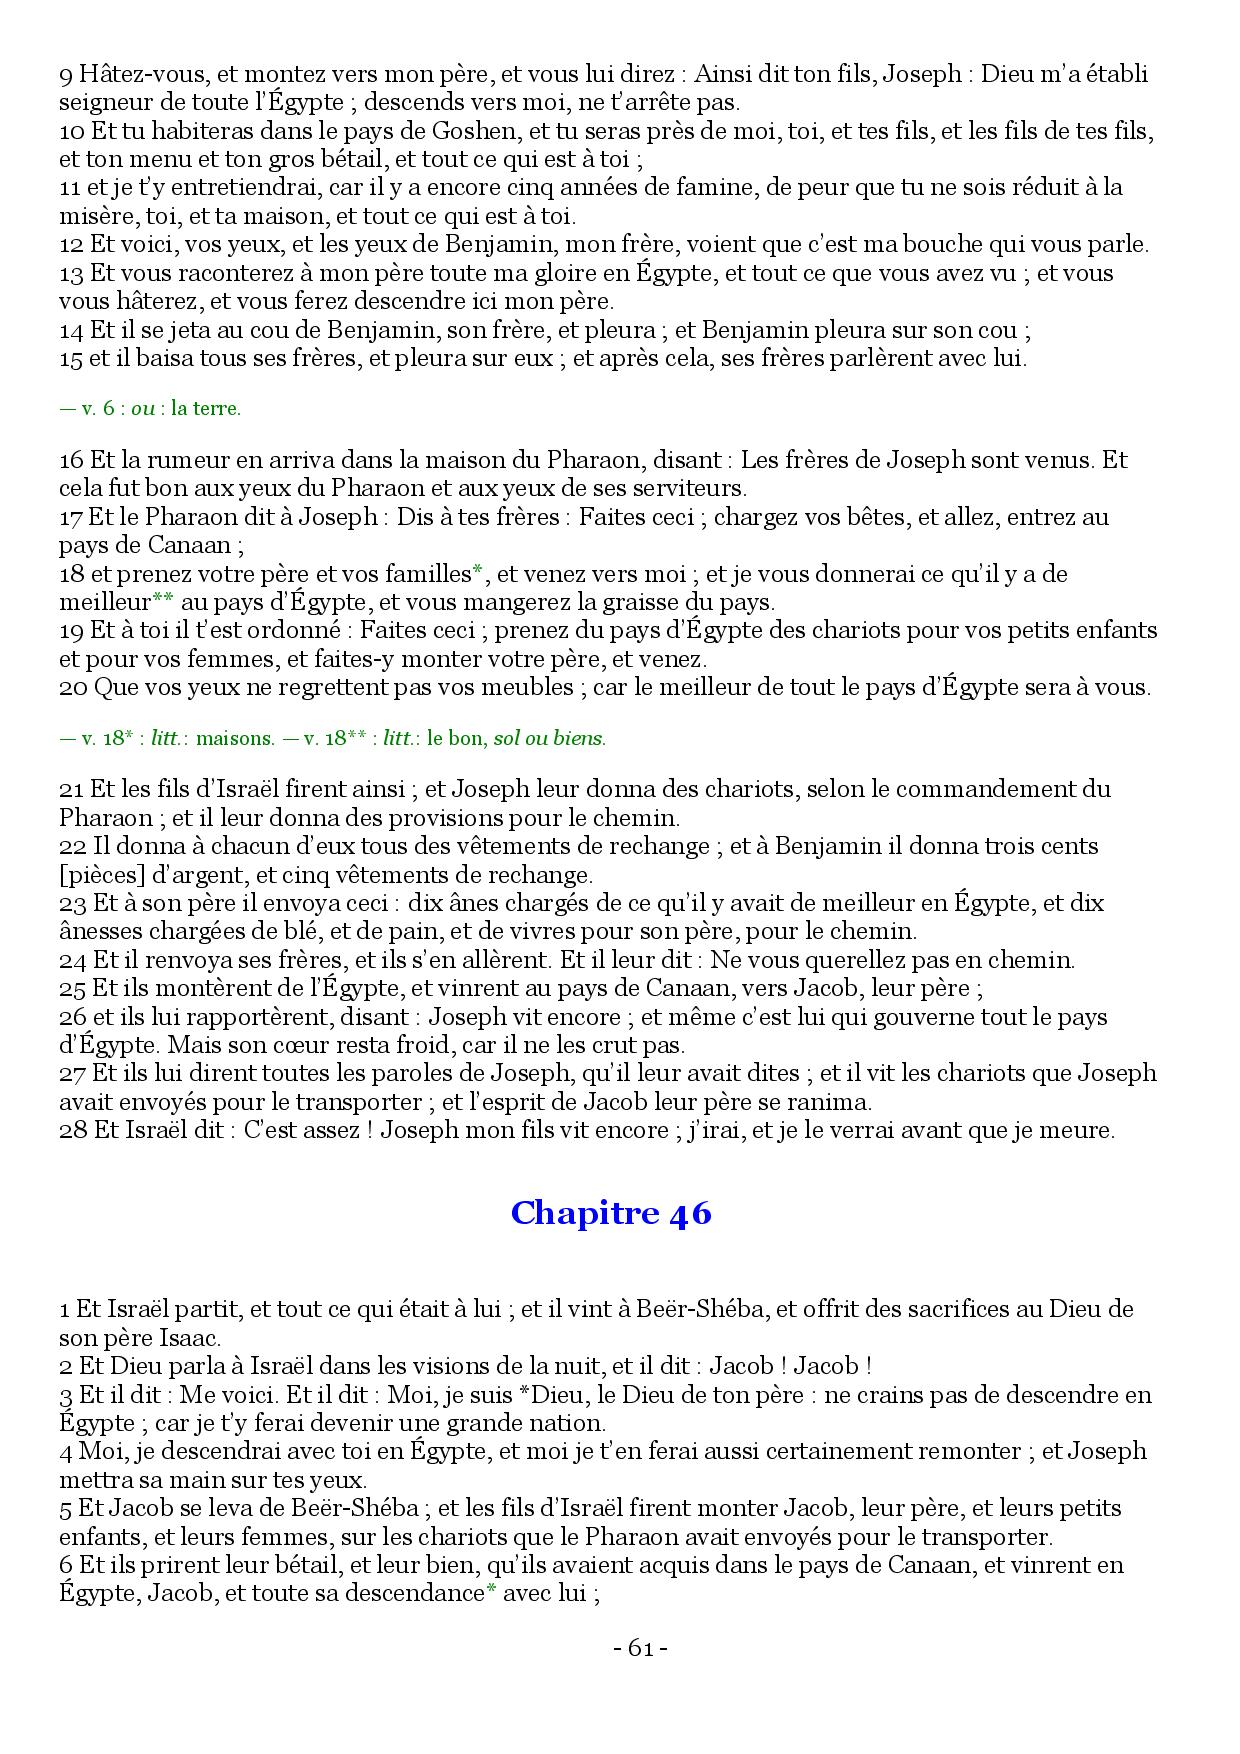 9 Hâtez-vous, et montez vers mon père, et vous lui direz : Ainsi dit ton fils, Joseph : Dieu m’a établi
seigneur de toute l’Égypte ; descends vers moi, ne t’arrête pas.
10 Et tu habiteras dans le pays de Goshen, et tu seras près de moi, toi, et tes fils, et les fils de tes fils,
et ton menu et ton gros bétail, et tout ce qui est à toi ;
11 et je t’y entretiendrai, car il y a encore cinq années de famine, de peur que tu ne sois réduit à la
misère, toi, et ta maison, et tout ce qui est à toi.
12 Et voici, vos yeux, et les yeux de Benjamin, mon frère, voient que c’est ma bouche qui vous parle.
13 Et vous raconterez à mon père toute ma gloire en Égypte, et tout ce que vous avez vu ; et vous
vous hâterez, et vous ferez descendre ici mon père.
14 Et il se jeta au cou de Benjamin, son frère, et pleura ; et Benjamin pleura sur son cou ;
15 et il baisa tous ses frères, et pleura sur eux ; et après cela, ses frères parlèrent avec lui.
— v. 6 : ou : la terre.
16 Et la rumeur en arriva dans la maison du Pharaon, disant : Les frères de Joseph sont venus. Et
cela fut bon aux yeux du Pharaon et aux yeux de ses serviteurs.
17 Et le Pharaon dit à Joseph : Dis à tes frères : Faites ceci ; chargez vos bêtes, et allez, entrez au
pays de Canaan ;
18 et prenez votre père et vos familles*, et venez vers moi ; et je vous donnerai ce qu’il y a de
meilleur** au pays d’Égypte, et vous mangerez la graisse du pays.
19 Et à toi il t’est ordonné : Faites ceci ; prenez du pays d’Égypte des chariots pour vos petits enfants
et pour vos femmes, et faites-y monter votre père, et venez.
20 Que vos yeux ne regrettent pas vos meubles ; car le meilleur de tout le pays d’Égypte sera à vous.
— v. 18* : litt.: maisons. — v. 18** : litt.: le bon, sol ou biens.
21 Et les fils d’Israël firent ainsi ; et Joseph leur donna des chariots, selon le commandement du
Pharaon ; et il leur donna des provisions pour le chemin.
22 Il donna à chacun d’eux tous des vêtements de rechange ; et à Benjamin il donna trois cents
[pièces] d’argent, et cinq vêtements de rechange.
23 Et à son père il envoya ceci : dix ânes chargés de ce qu’il y avait de meilleur en Égypte, et dix
ânesses chargées de blé, et de pain, et de vivres pour son père, pour le chemin.
24 Et il renvoya ses frères, et ils s’en allèrent. Et il leur dit : Ne vous querellez pas en chemin.
25 Et ils montèrent de l’Égypte, et vinrent au pays de Canaan, vers Jacob, leur père ;
26 et ils lui rapportèrent, disant : Joseph vit encore ; et même c’est lui qui gouverne tout le pays
d’Égypte. Mais son cœur resta froid, car il ne les crut pas.
27 Et ils lui dirent toutes les paroles de Joseph, qu’il leur avait dites ; et il vit les chariots que Joseph
avait envoyés pour le transporter ; et l’esprit de Jacob leur père se ranima.
28 Et Israël dit : C’est assez ! Joseph mon fils vit encore ; j’irai, et je le verrai avant que je meure.
Chapitre 46
1 Et Israël partit, et tout ce qui était à lui ; et il vint à Beër-Shéba, et offrit des sacrifices au Dieu de
son père Isaac.
2 Et Dieu parla à Israël dans les visions de la nuit, et il dit : Jacob ! Jacob !
3 Et il dit : Me voici. Et il dit : Moi, je suis *Dieu, le Dieu de ton père : ne crains pas de descendre en
Égypte ; car je t’y ferai devenir une grande nation.
4 Moi, je descendrai avec toi en Égypte, et moi je t’en ferai aussi certainement remonter ; et Joseph
mettra sa main sur tes yeux.
5 Et Jacob se leva de Beër-Shéba ; et les fils d’Israël firent monter Jacob, leur père, et leurs petits
enfants, et leurs femmes, sur les chariots que le Pharaon avait envoyés pour le transporter.
6 Et ils prirent leur bétail, et leur bien, qu’ils avaient acquis dans le pays de Canaan, et vinrent en
Égypte, Jacob, et toute sa descendance* avec lui ;
- 61 -